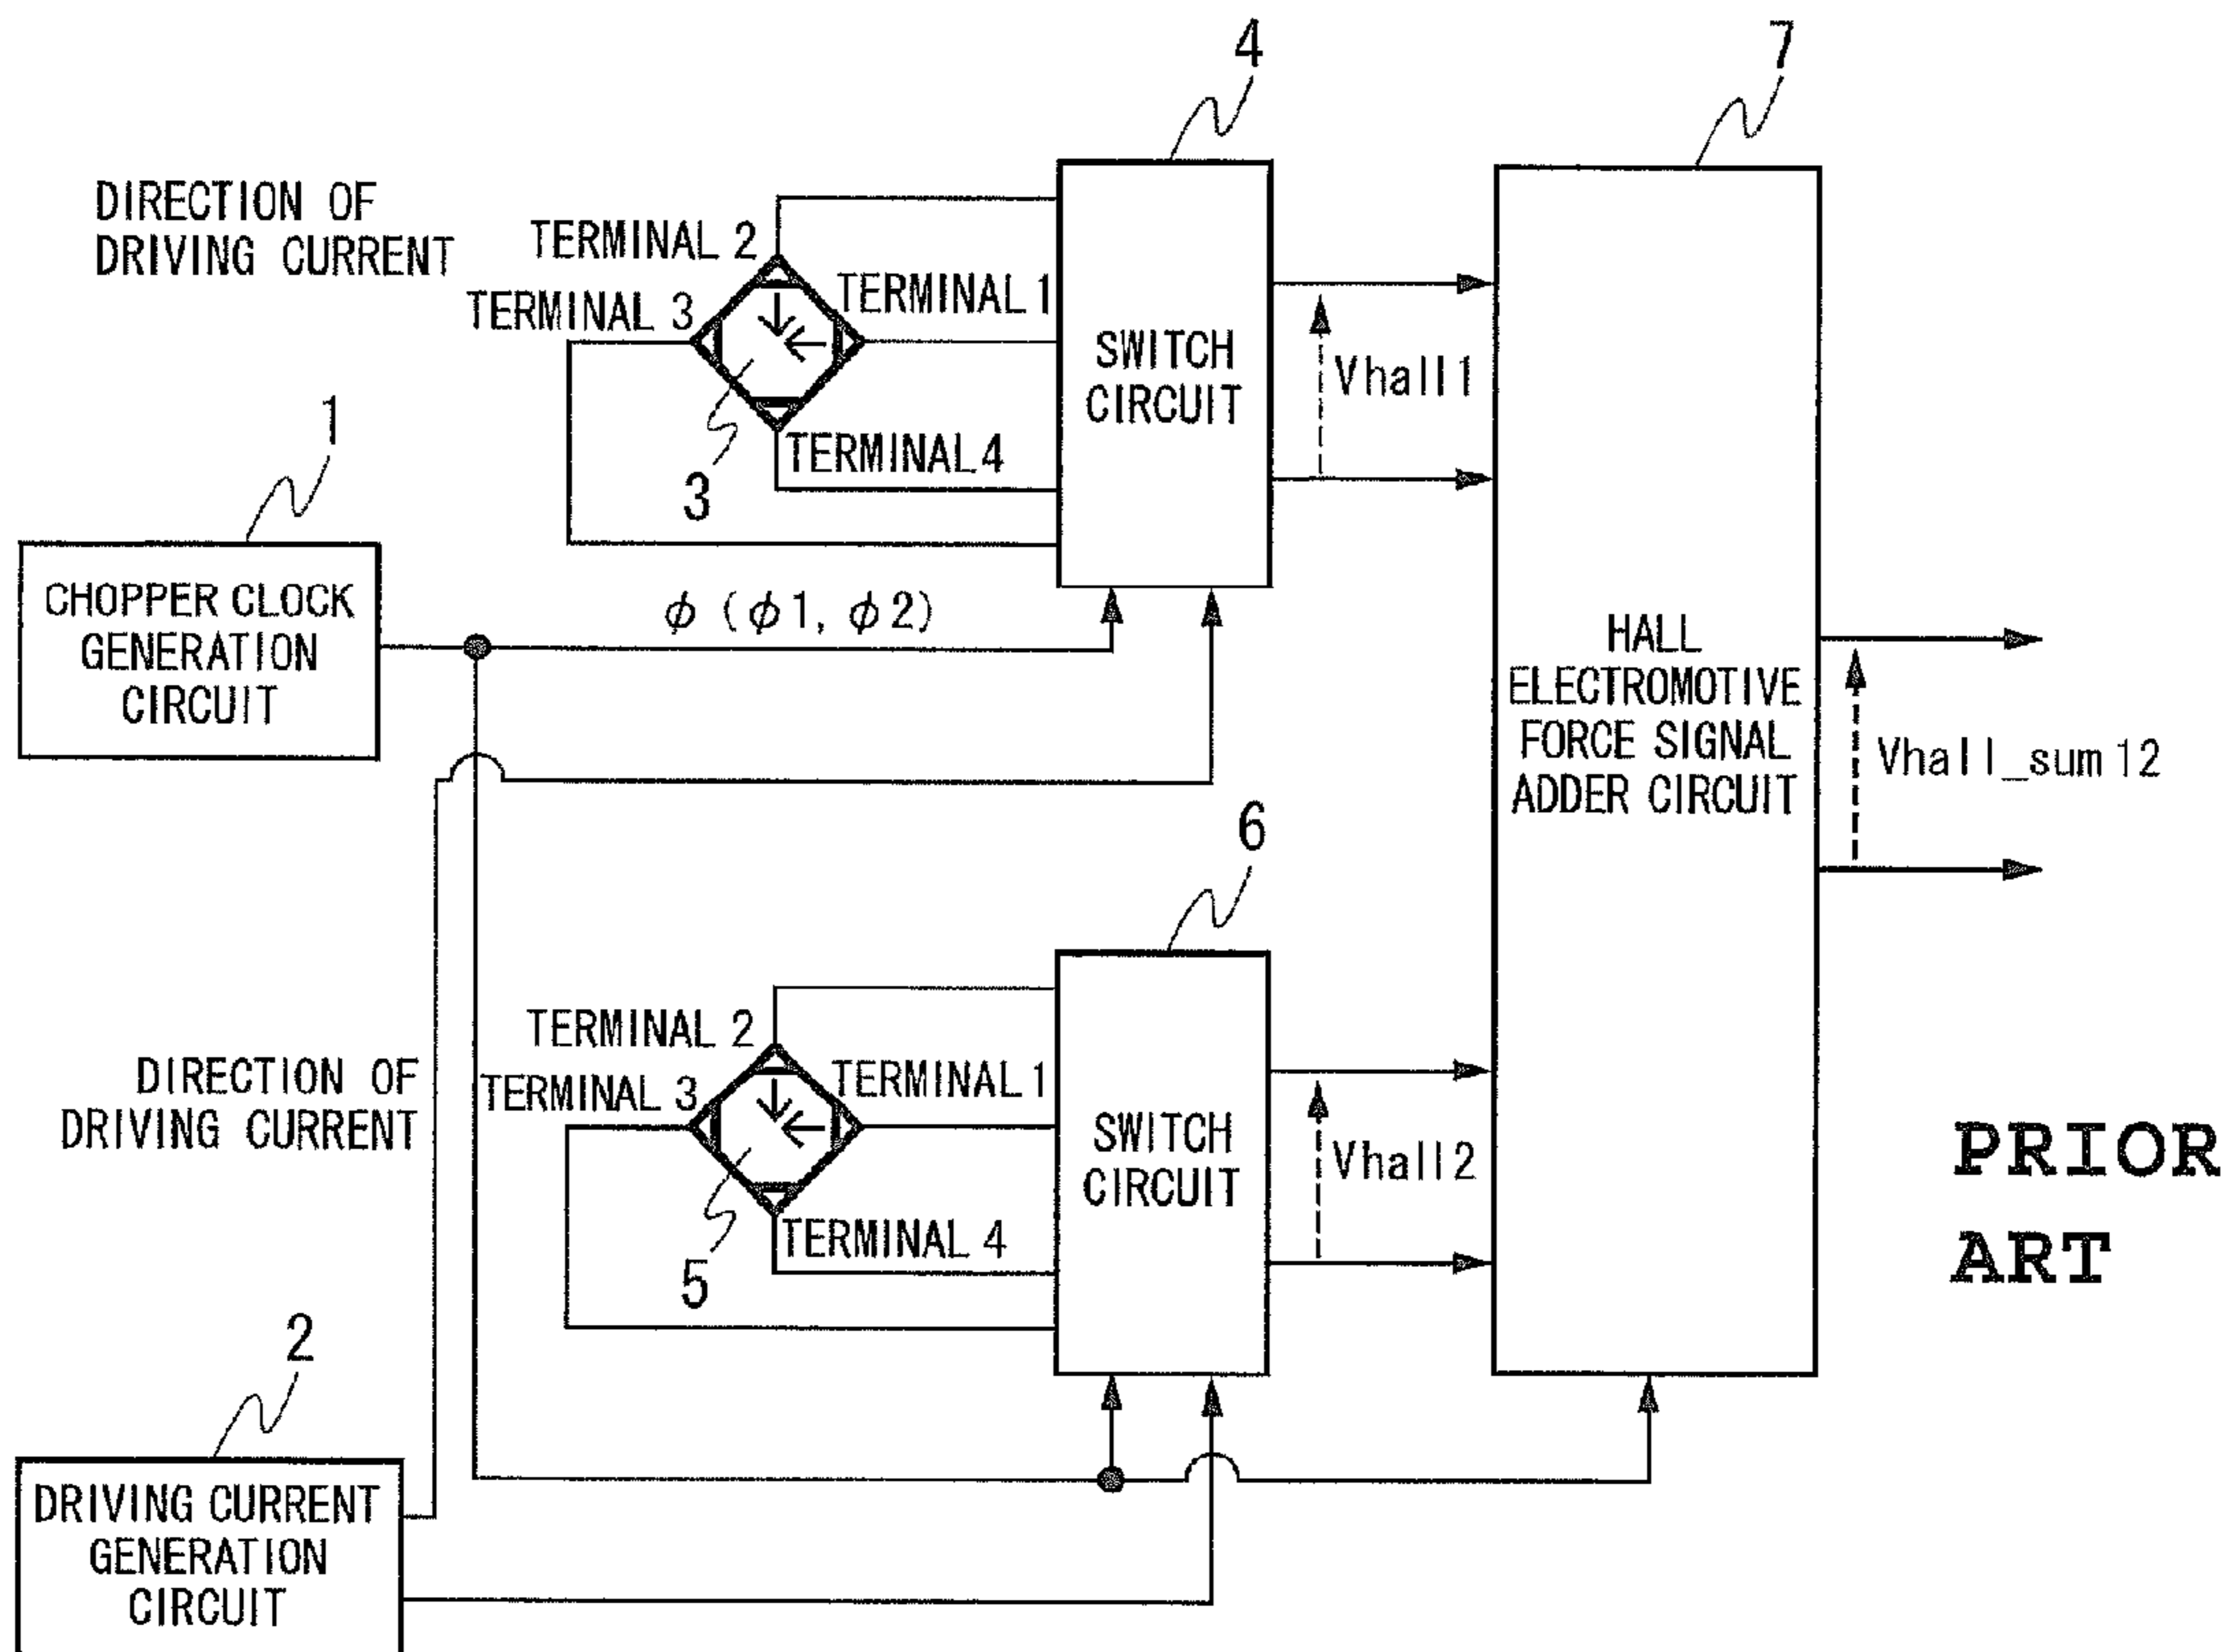 4
7
DIRECTION OF
DRIVING CURRENT
TERMINAL 2
TERMINAL 3
TERMINAL 1
SWITCH
CIRCUIT
Vhall1
TERMINAL 4
3
1
CHOPPER CLOCK
GENERATION
CIRCUIT
ϕ (ϕ1, ϕ2)
HALL
ELECTROMOTIVE
FORCE SIGNAL
ADDER CIRCUIT
Vhall_sum12
6
DIRECTION OF
DRIVING CURRENT
TERMINAL 2
TERMINAL 3
TERMINAL 1
SWITCH
CIRCUIT
Vhall2
TERMINAL 4
5
PRIOR
ART
2
DRIVING CURRENT
GENERATION
CIRCUIT